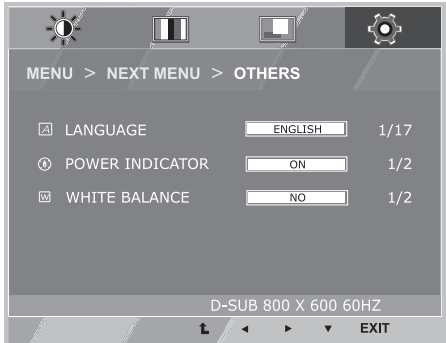 MENU > NEXT MENU > OTHERS
LANGUAGE ENGLISH 1/17
POWER INDICATOR ON 1/2
WHITE BALANCE NO 1/2
D-SUB 800 X 600 60HZ
EXIT